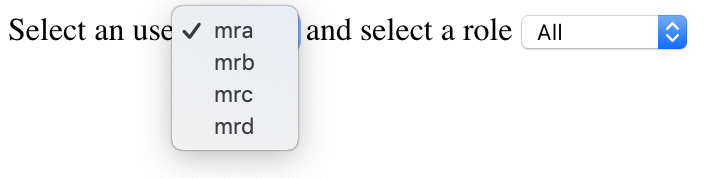 Select an use ✓ mra and select a role All
mrb
mrc
mrd